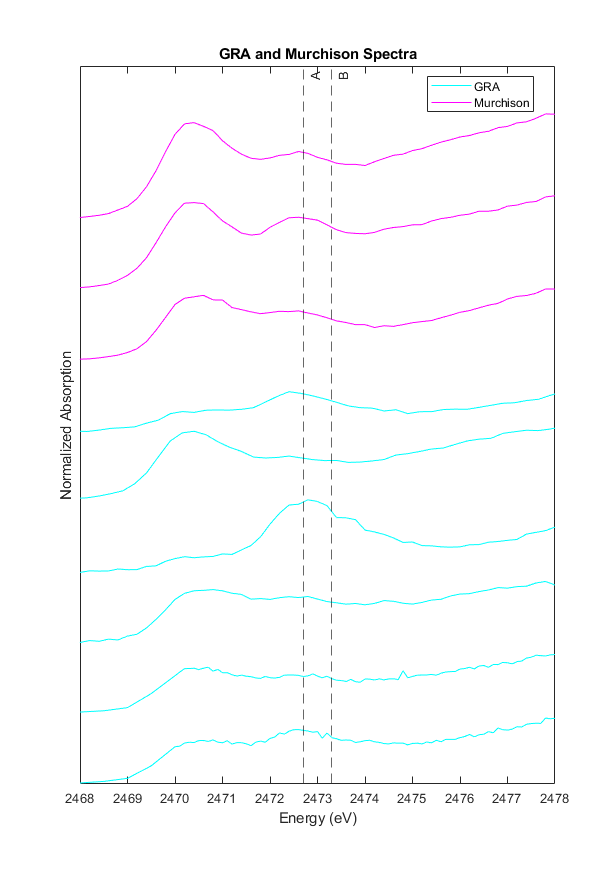 GRA and Murchison Spectra
A
B
GRA
Murchison
Normalized Absorption
2468 2469 2470 2471 2472 2473 2474 2475 2476 2477 2478
Energy (eV)